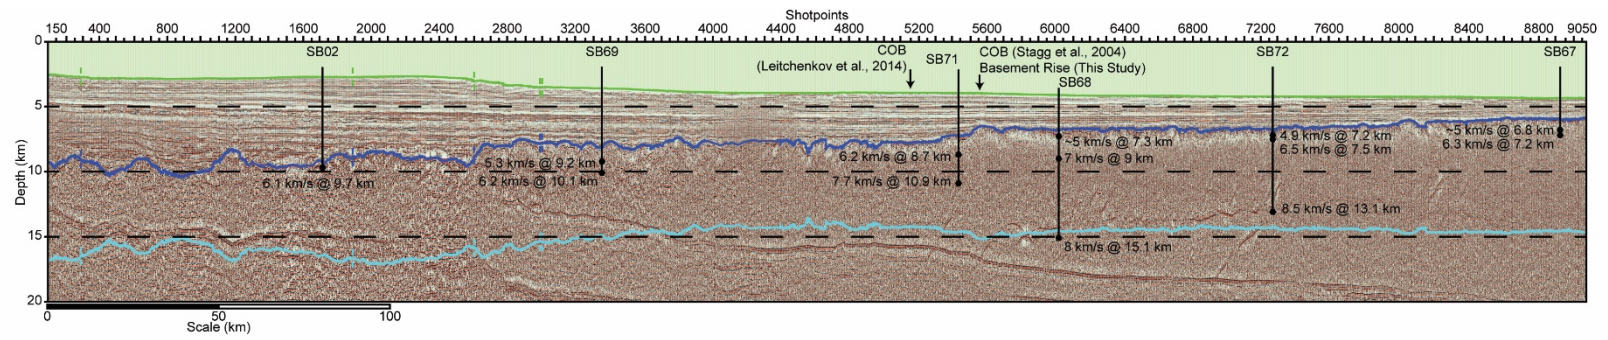 Shotpoints
150 400 800 1200 1600 2000 2400 2800 3200 3600 4000 4400 4800 5200 5600 6000 6400 6800 7200 7600 8000 8400 8800 9050
0
5
10
15
20
Depth (km)
SB02
6.1 km/s @ 9.7 km
SB69
5.3 km/s @ 9.2 km
6.2 km/s @ 10.1 km
COB
(Leitchenkov et al., 2014)
SB71
6.2 km/s @ 8.7 km
7.7 km/s @ 10.9 km
COB (Stagg et al., 2004)
Basement Rise (This Study)
SB68
~5 km/s @ 7.3 km
7 km/s @ 9 km
8 km/s @ 15.1 km
SB72
4.9 km/s @ 7.2 km
6.5 km/s @ 7.5 km
8.5 km/s @ 13.1 km
SB67
~5 km/s @ 6.8 km
6.3 km/s @ 7.2 km
0 50 100
Scale (km)